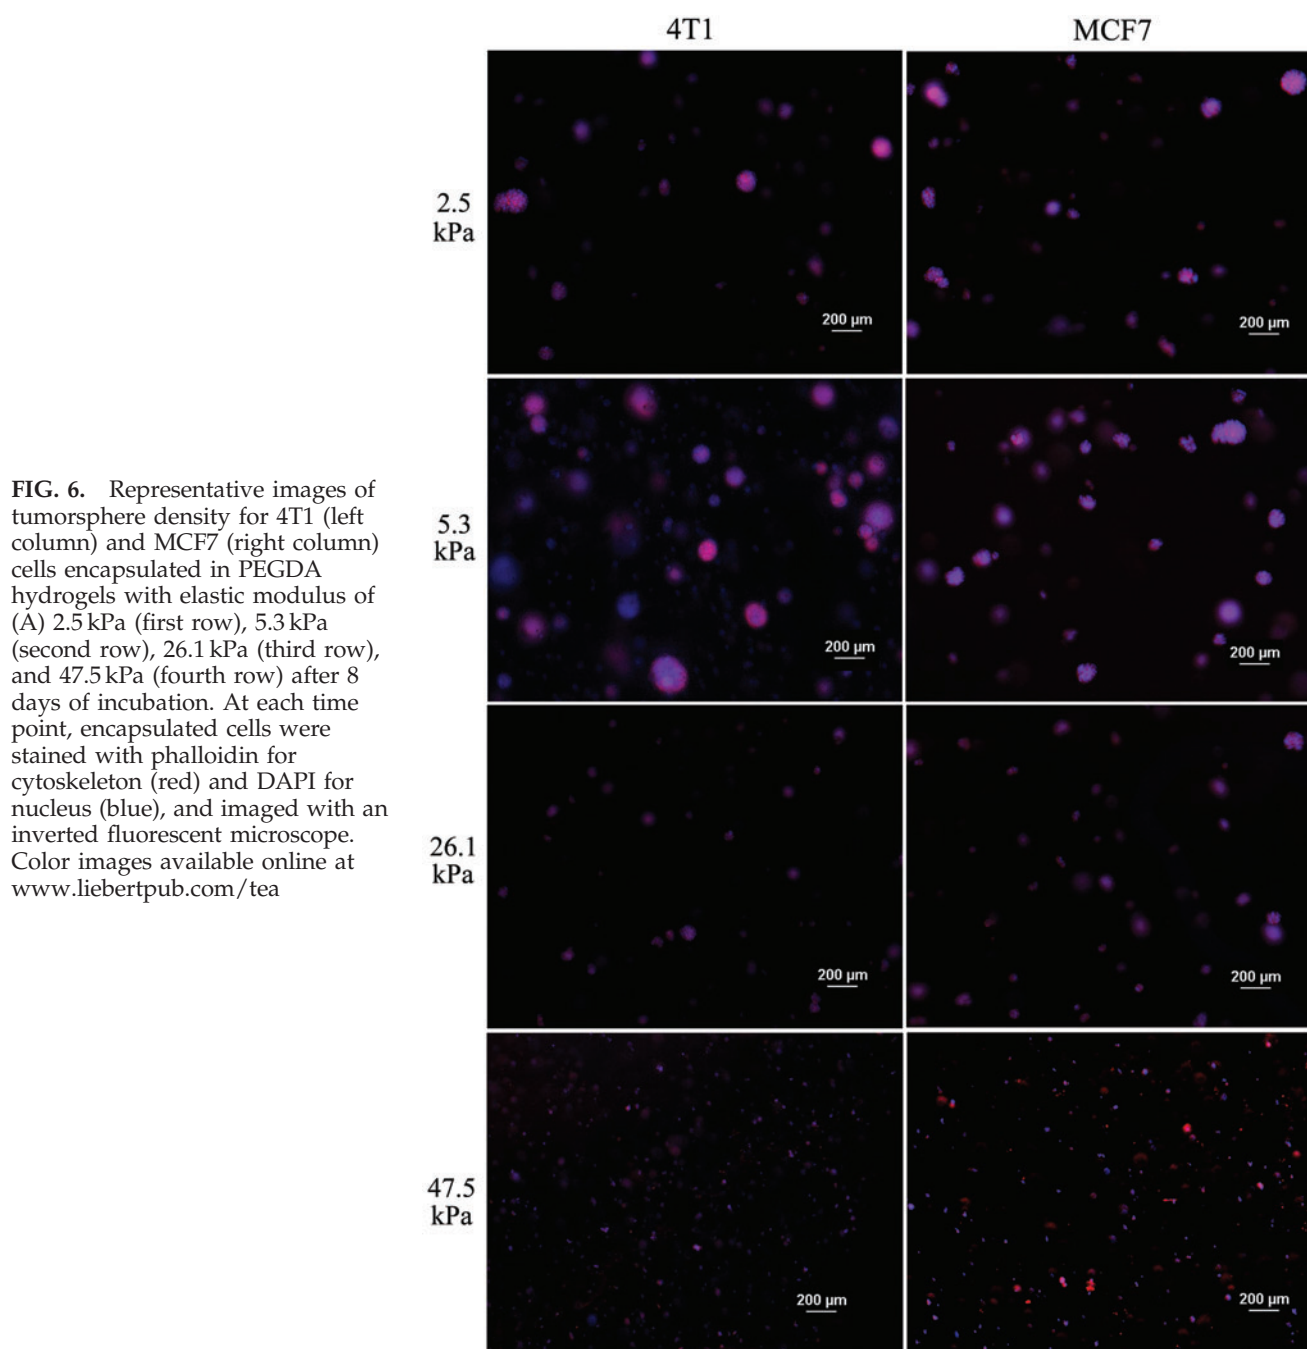 4T1
MCF7
2.5
kPa
200 µm
200 µm
FIG. 6. Representative images of
tumorsphere density for 4T1 (left
column) and MCF7 (right column)
cells encapsulated in PEGDA
hydrogels with elastic modulus of
(A) 2.5 kPa (first row), 5.3 kPa
(second row), 26.1 kPa (third row),
and 47.5 kPa (fourth row) after 8
days of incubation. At each time
point, encapsulated cells were
stained with phalloidin for
cytoskeleton (red) and DAPI for
nucleus (blue), and imaged with an
inverted fluorescent microscope.
Color images available online at
www.liebertpub.com/tea
5.3
kPa
200 µm
200 µm
26.1
kPa
200 µm
200 µm
47.5
kPa
200 µm
200 µm